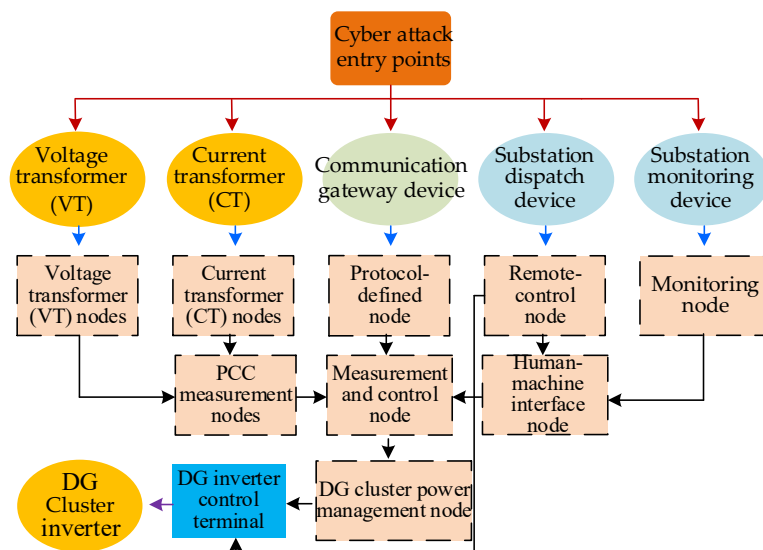 Cyber attack
entry points
Voltage
transformer
(VT)
Current
transformer
(CT)
Communication
gateway device
Substation
dispatch
device
Substation
monitoring
device
Voltage
transformer
(VT) nodes
Current
transformer
(CT) nodes
Protocol-
defined
node
Remote-
control node
Monitoring
node
PCC
measurement
nodes
Measurement
and control
node
Human-
machine
interface
node
DG
Cluster
inverter
DG inverter
control
terminal
DG cluster power
management node